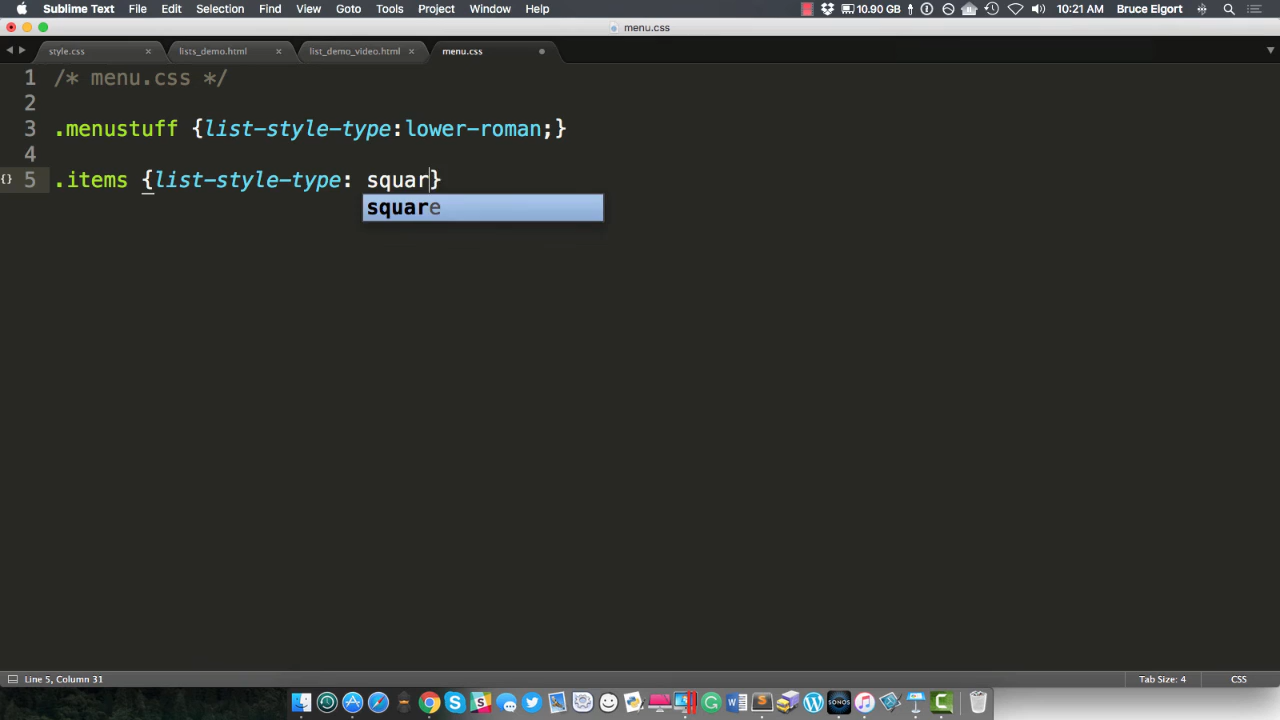 Sublime Text File Edit Selection Find View Goto Tools Project Window Help 10.90 GB 10:21 AM Bruce Elgort
menu.css
style.css × lists_demo.html × list_demo_video.html × menu.css
1 /* menu.css */
2
3 .menustuff {list-style-type:lower-roman;}
4
{} 5 .items {list-style-type: squar}
square
Line 5, Column 31 Tab Size: 4 CSS
SONOS